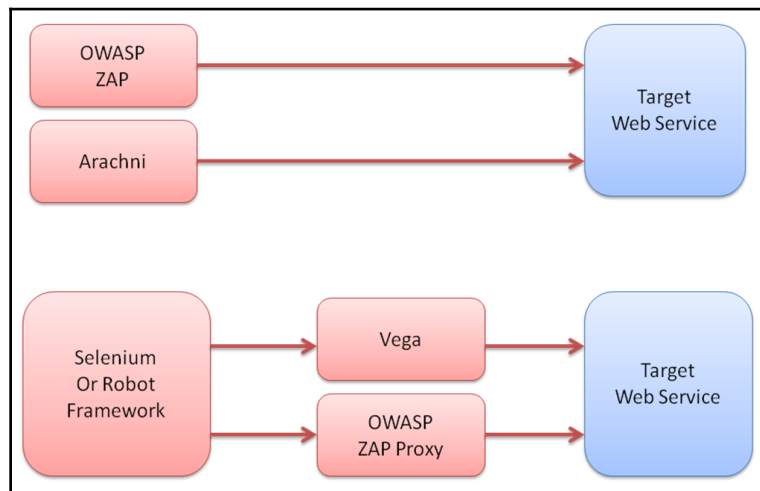 OWASP
ZAP
Arachni
Target
Web Service
Selenium
Or Robot
Framework
Vega
OWASP
ZAP Proxy
Target
Web Service